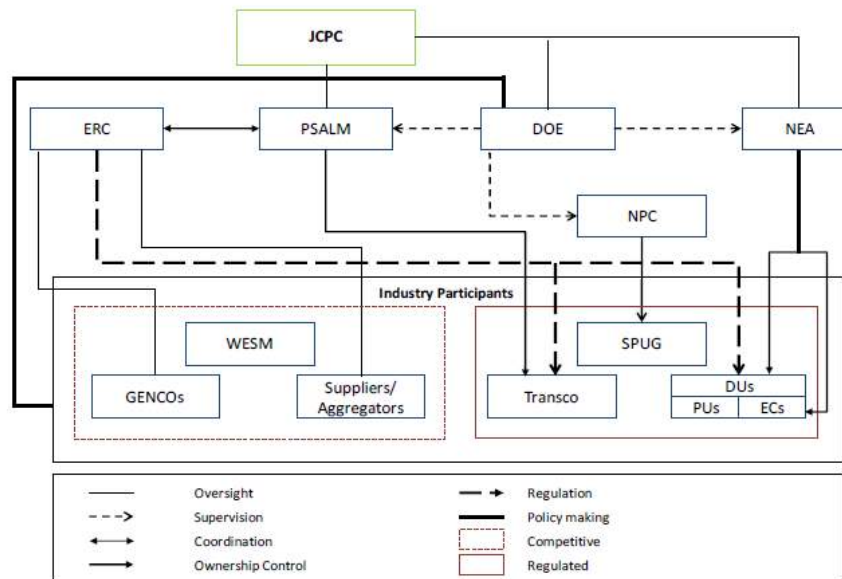 JCPC
ERC
PSALM
DOE
NEA
NPC
Industry Participants
WESM
SPUG
GENCOs
Suppliers/
Aggregators
Transco
DUs
PUs
ECs
Oversight
Regulation
Supervision
Policy making
Coordination
Competitive
Ownership Control
Regulated